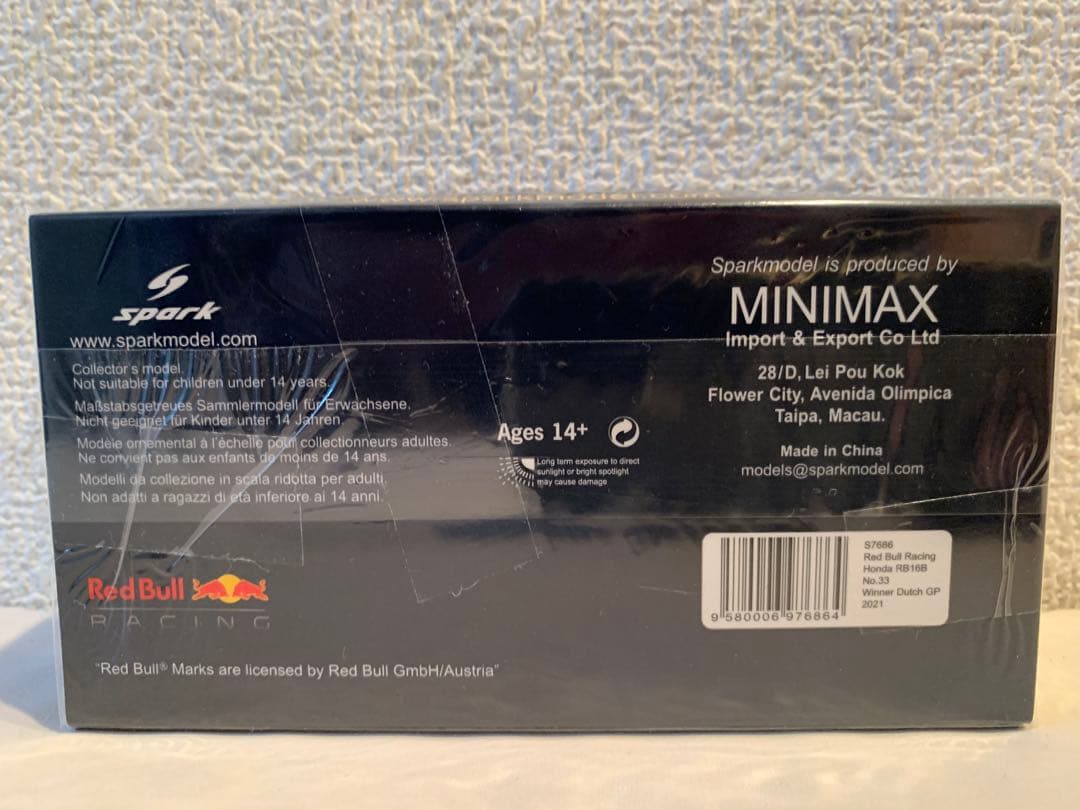 spark
www.sparkmodel.com
Collector's model.
Not suitable for children under 14 years.
Maßstabsgetreues Sammlermodell für Erwachsene.
Nicht geeignet für Kinder unter 14 Jahren.
Modèle ornemental à l'échelle pour collectionneurs adultes.
Ne convient pas aux enfants de moins de 14 ans.
Modelli da collezione in scala ridotta per adulti.
Non adatti a ragazzi di età inferiore ai 14 anni
Red Bull
RACING
"Red Bull® Marks are licensed by Red Bull GmbH/Austria"
Ages 14+
Long term exposure to direct
sunlight or bright spotlight
may cause damage
Sparkmodel is produced by
MINIMAX
Import & Export Co Ltd
28/D, Lei Pou Kok
Flower City, Avenida Olimpica
Taipa, Macau.
Made in China
models@sparkmodel.com
S7686
Red Bull Racing
Honda RB16B
No.33
Winner Dutch GP
2021
9 580006 976864